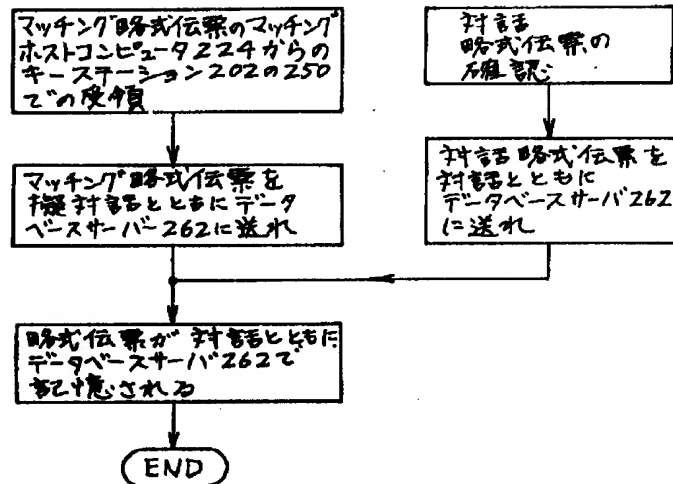 マッチング略式伝票のマッチング
ホストコンピュータ224からの
キーステーション202の250
での受領
対話
略式伝票の
確認
マッチング略式伝票を
擬対話とともにデータ
ベースサーバー262に送れ
対話略式伝票を
対話とともに
データベースサーバ262
に送れ
略式伝票が対話とともに
データベースサーバ262で
記憶される
END